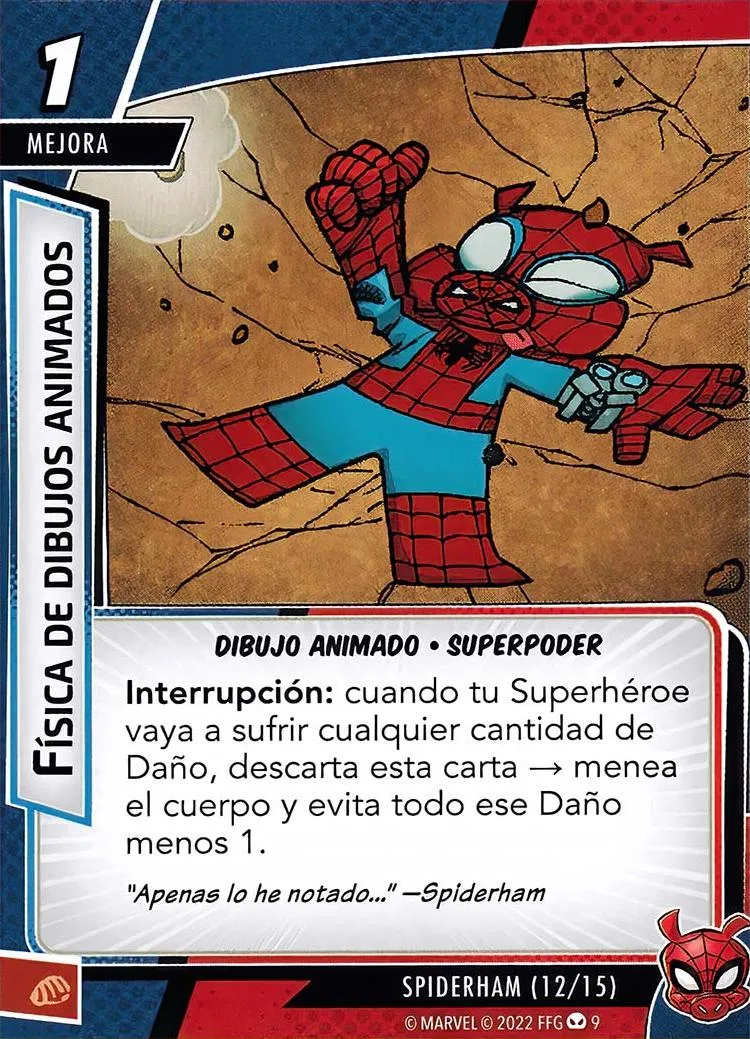 1
MEJORA
FÍSICA DE DIBUJOS ANIMADOS
DIBUJO ANIMADO • SUPERPODER
Interrupción: cuando tu Superhéroe
vaya a sufrir cualquier cantidad de
Daño, descarta esta carta → menea
el cuerpo y evita todo ese Daño
menos 1.
"Apenas lo he notado..." —Spiderham
SPIDERHAM (12/15)
© MARVEL © 2022 FFG 9